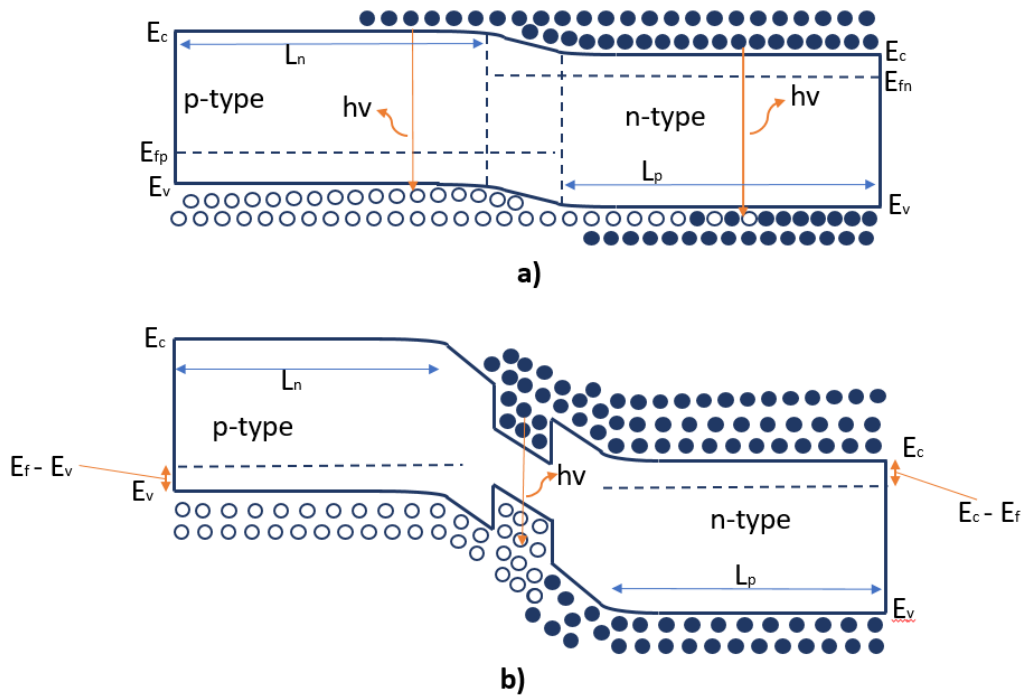 Ec
Ln
Ec
Efn
p-type
hv
n-type
hv
Efp
Lp
Ev
Ev
a)
Ec
Ln
p-type
Ef - Ev
Ev
hv
Ec
n-type
Ec - Ef
Lp
Ev
b)